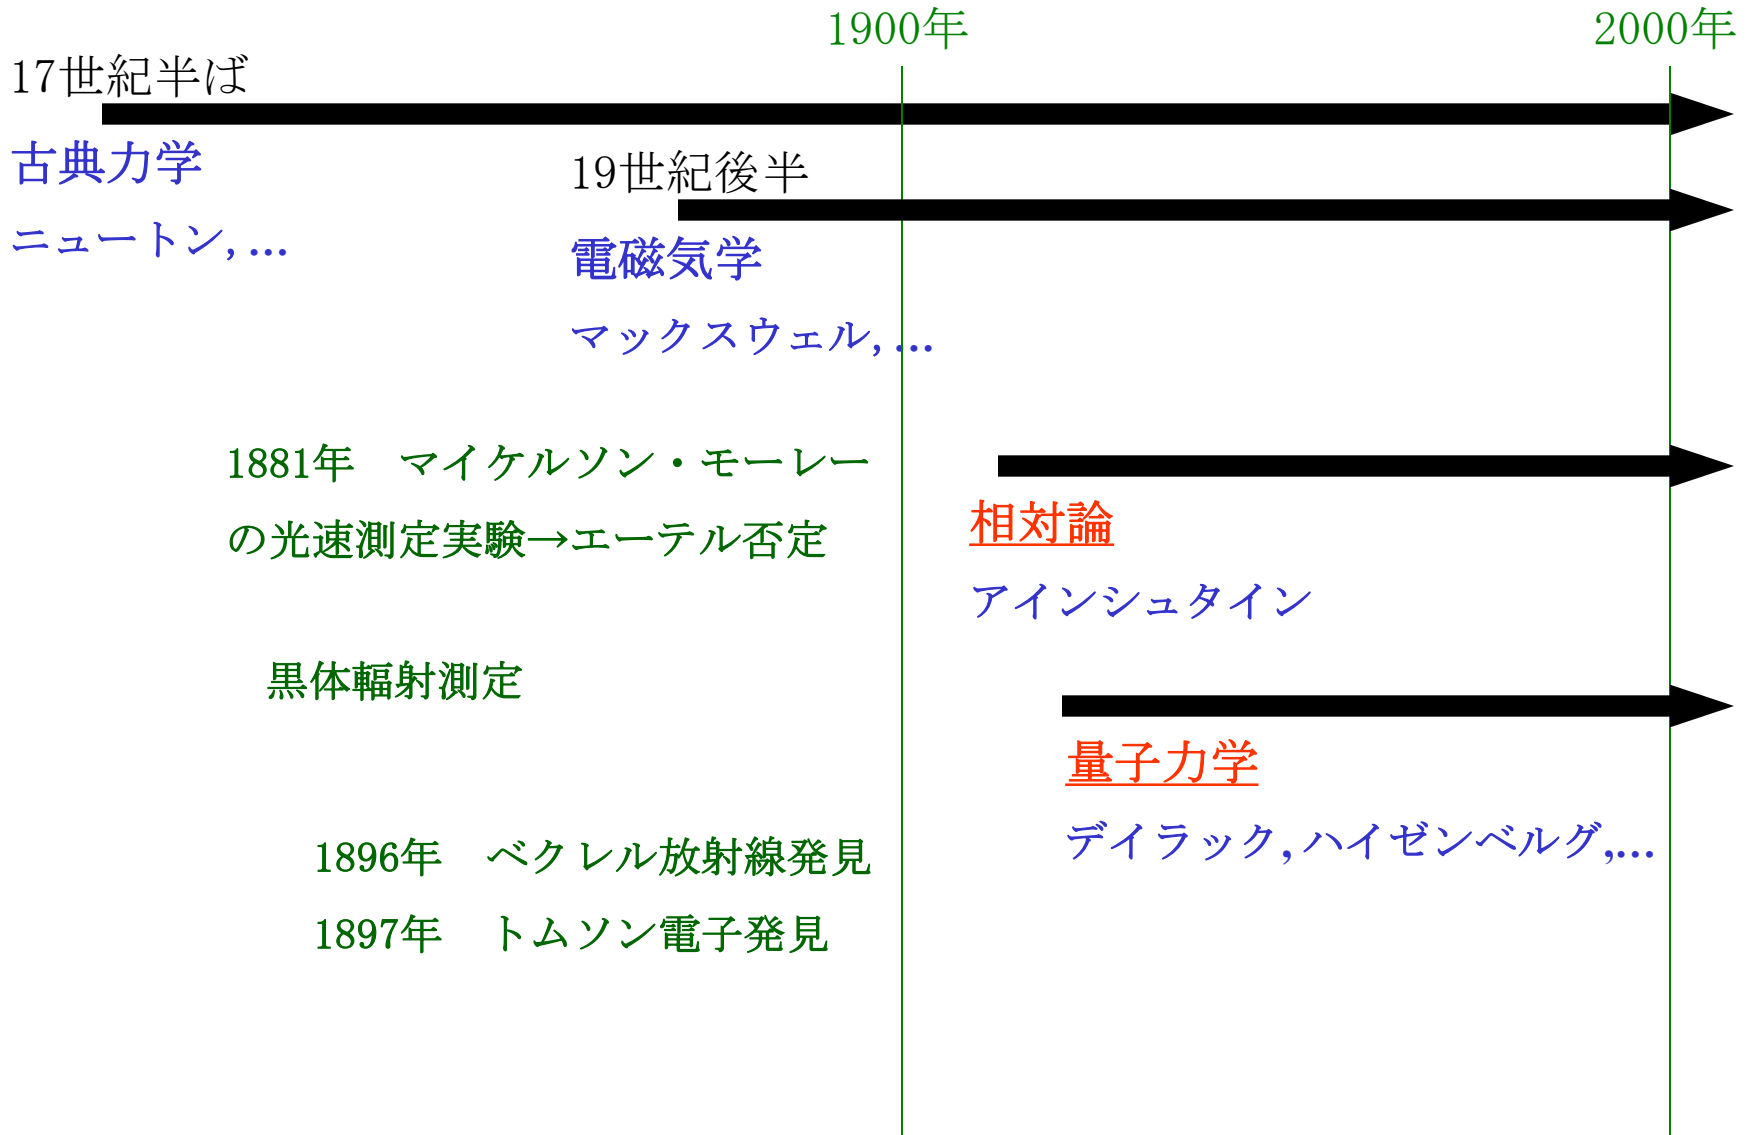 1900年
2000年
17世紀半ば
古典力学
ニュートン,…
19世紀後半
電磁気学
マックスウェル,…
1881年　マイケルソン・モーレー
の光速測定実験→エーテル否定
相対論
アインシュタイン
黒体輻射測定
量子力学
デイラック,ハイゼンベルグ,…
1896年　ベクレル放射線発見
1897年　トムソン電子発見